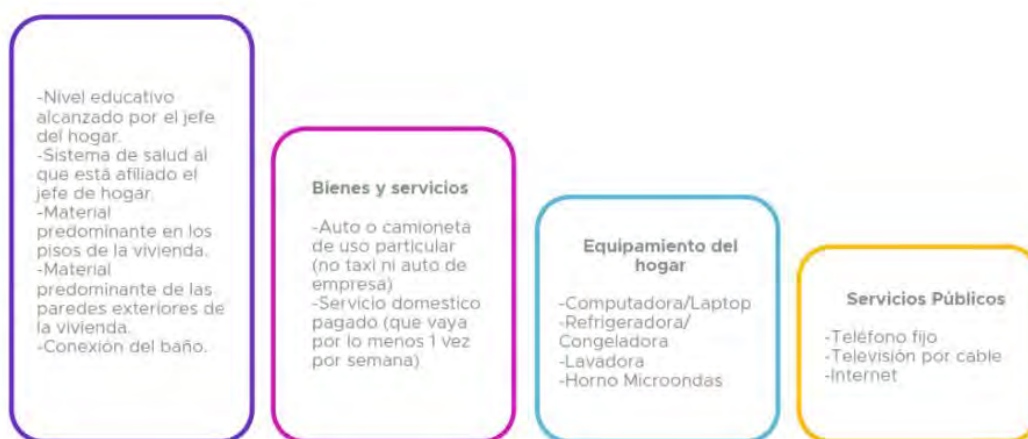 -Nivel educativo
alcanzado por el jefe
del hogar.
-Sistema de salud al
que está afiliado el
jefe de hogar.
-Material
predominante en los
pisos de la vivienda.
-Material
predominante de las
paredes exteriores de
la vivienda.
-Conexión del baño.
Bienes y servicios
-Auto o camioneta
de uso particular
(no taxi ni auto de
empresa)
-Servicio domestico
pagado (que vaya
por lo menos 1 vez
por semana)
Equipamiento del
hogar
-Computadora/Laptop
-Refrigeradora/
Congeladora
-Lavadora
-Horno Microondas
Servicios Públicos
-Teléfono fijo
-Televisión por cable
-Internet